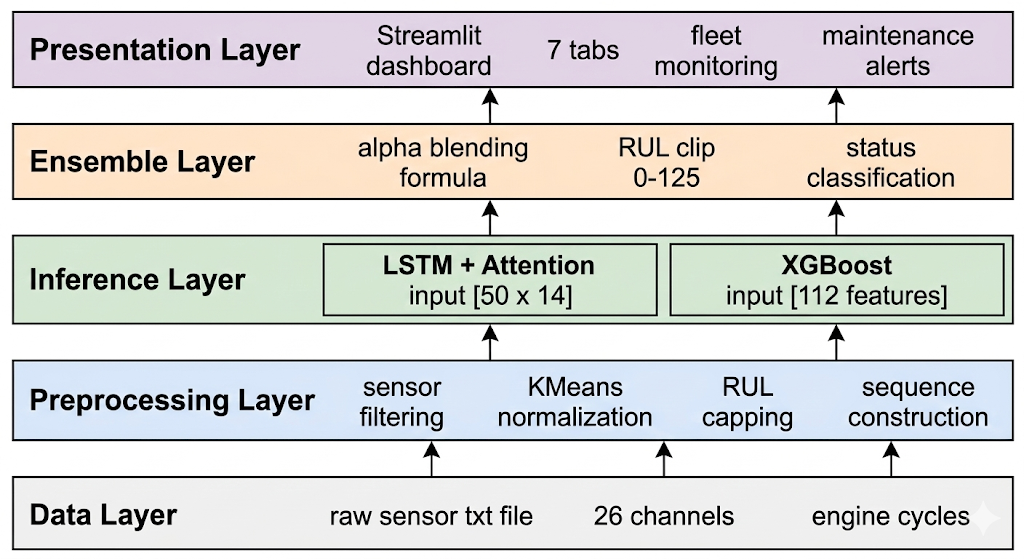 Presentation Layer
Streamlit
dashboard
7 tabs
fleet
monitoring
maintenance
alerts
Ensemble Layer
alpha blending
formula
RUL clip
0-125
status
classification
Inference Layer
LSTM + Attention
input [50 x 14]
XGBoost
input [112 features]
Preprocessing Layer
sensor
filtering
KMeans
normalization
RUL
capping
sequence
construction
Data Layer
raw sensor txt file
26 channels
engine cycles